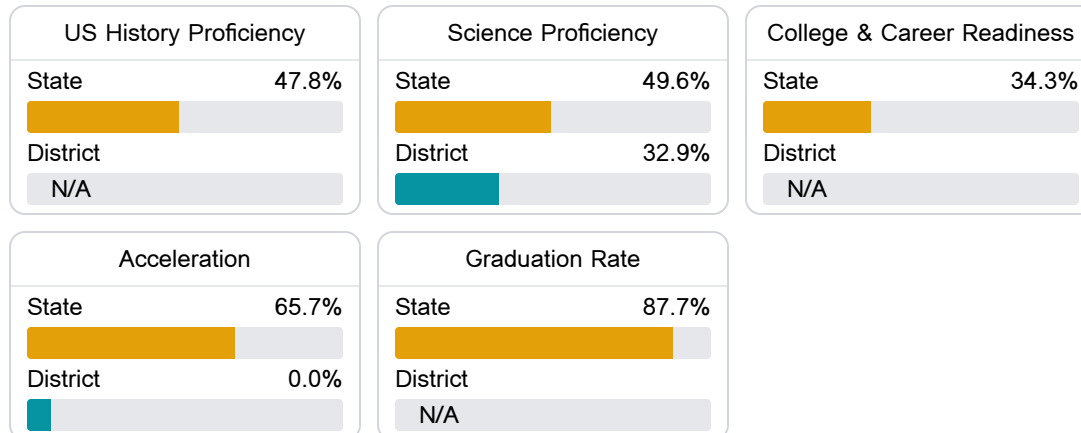 US History Proficiency
State 47.8%
District
N/A
Science Proficiency
State 49.6%
District 32.9%
College & Career Readiness
State 34.3%
District
N/A
Acceleration
State 65.7%
District 0.0%
Graduation Rate
State 87.7%
District
N/A